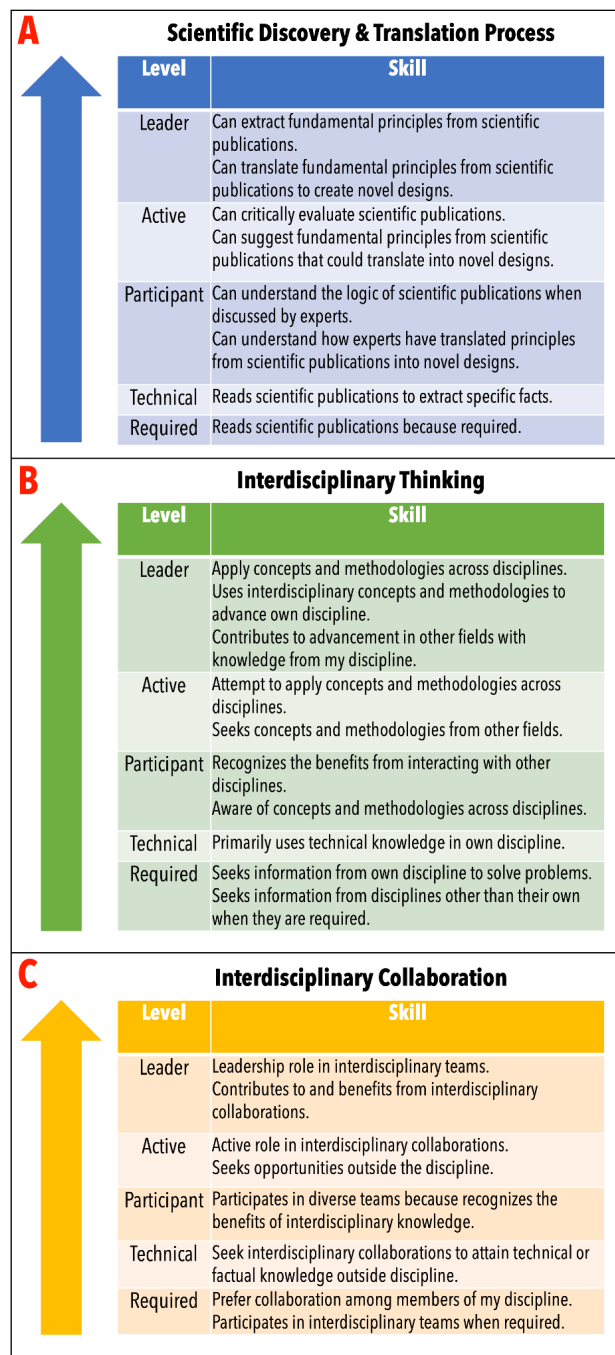 A
Scientific Discovery & Translation Process
Level Skill
Leader Can extract fundamental principles from scientific
publications.
Can translate fundamental principles from scientific
publications to create novel designs.
Active Can critically evaluate scientific publications.
Can suggest fundamental principles from scientific
publications that could translate into novel designs.
Participant Can understand the logic of scientific publications when
discussed by experts.
Can understand how experts have translated principles
from scientific publications into novel designs.
Technical Reads scientific publications to extract specific facts.
Required Reads scientific publications because required.
B
Interdisciplinary Thinking
Level Skill
Leader Apply concepts and methodologies across disciplines.
Uses interdisciplinary concepts and methodologies to
advance own discipline.
Contributes to advancement in other fields with
knowledge from my discipline.
Active Attempt to apply concepts and methodologies across
disciplines.
Seeks concepts and methodologies from other fields.
Participant Recognizes the benefits from interacting with other
disciplines.
Aware of concepts and methodologies across disciplines.
Technical Primarily uses technical knowledge in own discipline.
Required Seeks information from own discipline to solve problems.
Seeks information from disciplines other than their own
when they are required.
C
Interdisciplinary Collaboration
Level Skill
Leader Leadership role in interdisciplinary teams.
Contributes to and benefits from interdisciplinary
collaborations.
Active Active role in interdisciplinary collaborations.
Seeks opportunities outside the discipline.
Participant Participates in diverse teams because recognizes the
benefits of interdisciplinary knowledge.
Technical Seek interdisciplinary collaborations to attain technical or
factual knowledge outside discipline.
Required Prefer collaboration among members of my discipline.
Participates in interdisciplinary teams when required.